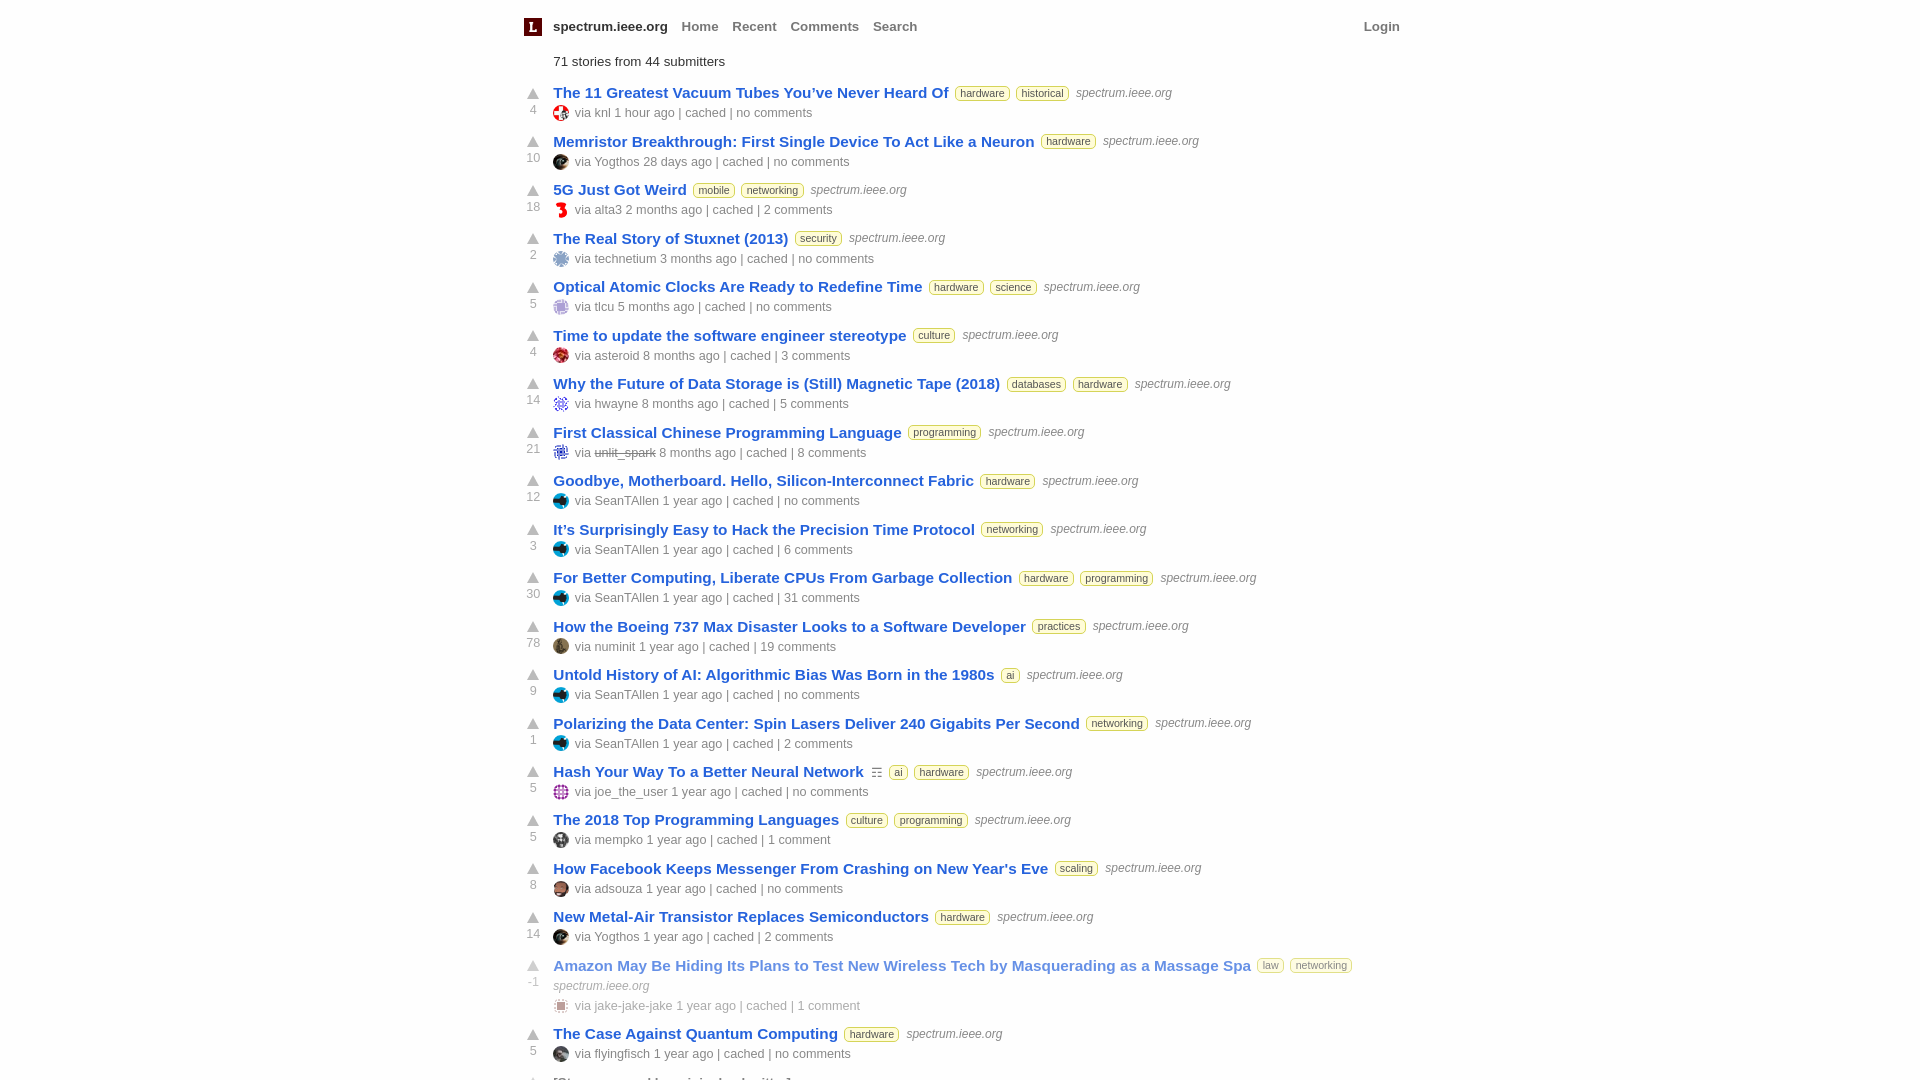 L spectrum.ieee.org Home Recent Comments Search Login
71 stories from 44 submitters
The 11 Greatest Vacuum Tubes You’ve Never Heard Of hardware historical spectrum.ieee.org
4 via knl 1 hour ago | cached | no comments
Memristor Breakthrough: First Single Device To Act Like a Neuron hardware spectrum.ieee.org
10 via Yogthos 28 days ago | cached | no comments
5G Just Got Weird mobile networking spectrum.ieee.org
18 via alta3 2 months ago | cached | 2 comments
The Real Story of Stuxnet (2013) security spectrum.ieee.org
2 via technetium 3 months ago | cached | no comments
Optical Atomic Clocks Are Ready to Redefine Time hardware science spectrum.ieee.org
5 via tlcu 5 months ago | cached | no comments
Time to update the software engineer stereotype culture spectrum.ieee.org
4 via asteroid 8 months ago | cached | 3 comments
Why the Future of Data Storage is (Still) Magnetic Tape (2018) databases hardware spectrum.ieee.org
14 via hwayne 8 months ago | cached | 5 comments
First Classical Chinese Programming Language programming spectrum.ieee.org
21 via unlit_spark 8 months ago | cached | 8 comments
Goodbye, Motherboard. Hello, Silicon-Interconnect Fabric hardware spectrum.ieee.org
12 via SeanTAllen 1 year ago | cached | no comments
It’s Surprisingly Easy to Hack the Precision Time Protocol networking spectrum.ieee.org
3 via SeanTAllen 1 year ago | cached | 6 comments
For Better Computing, Liberate CPUs From Garbage Collection hardware programming spectrum.ieee.org
30 via SeanTAllen 1 year ago | cached | 31 comments
How the Boeing 737 Max Disaster Looks to a Software Developer practices spectrum.ieee.org
78 via numinit 1 year ago | cached | 19 comments
Untold History of AI: Algorithmic Bias Was Born in the 1980s ai spectrum.ieee.org
9 via SeanTAllen 1 year ago | cached | no comments
Polarizing the Data Center: Spin Lasers Deliver 240 Gigabits Per Second networking spectrum.ieee.org
1 via SeanTAllen 1 year ago | cached | 2 comments
Hash Your Way To a Better Neural Network ☶ ai hardware spectrum.ieee.org
5 via joe_the_user 1 year ago | cached | no comments
The 2018 Top Programming Languages culture programming spectrum.ieee.org
5 via mempko 1 year ago | cached | 1 comment
How Facebook Keeps Messenger From Crashing on New Year's Eve scaling spectrum.ieee.org
8 via adsouza 1 year ago | cached | no comments
New Metal-Air Transistor Replaces Semiconductors hardware spectrum.ieee.org
14 via Yogthos 1 year ago | cached | 2 comments
Amazon May Be Hiding Its Plans to Test New Wireless Tech by Masquerading as a Massage Spa law networking
-1 spectrum.ieee.org
via jake-jake-jake 1 year ago | cached | 1 comment
The Case Against Quantum Computing hardware spectrum.ieee.org
5 via flyingfisch 1 year ago | cached | no comments